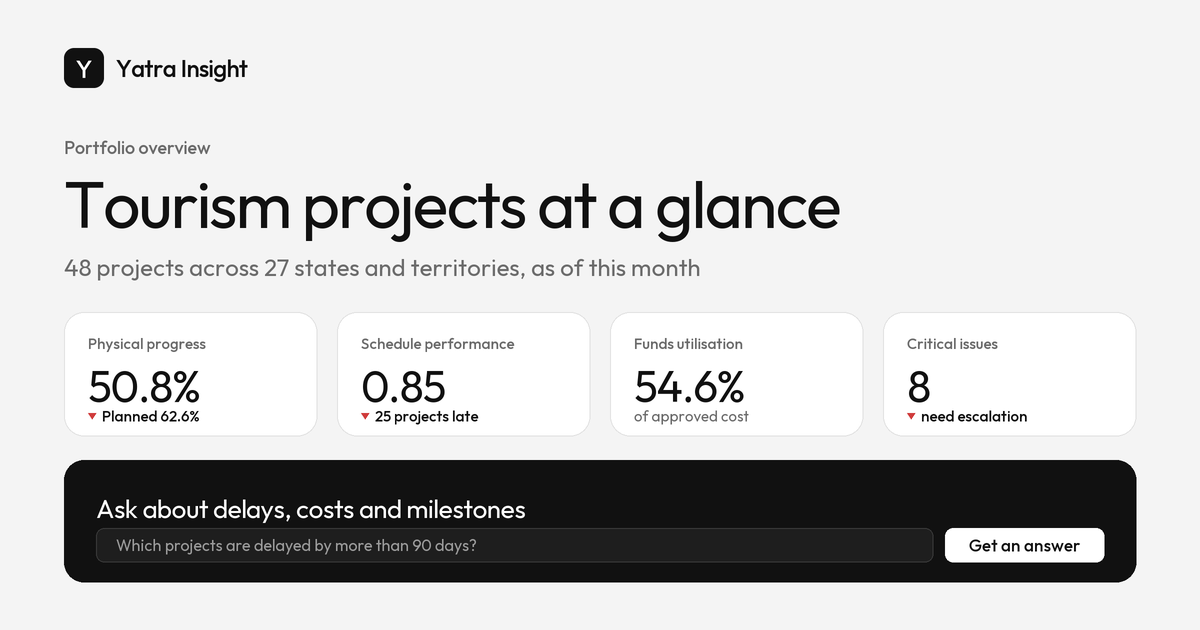 Y
Yatra Insight
Portfolio overview
Tourism projects at a glance
48 projects across 27 states and territories, as of this month
Physical progress
50.8%
Planned 62.6%
Schedule performance
0.85
25 projects late
Funds utilisation
54.6%
of approved cost
Critical issues
8
need escalation
Ask about delays, costs and milestones
Which projects are delayed by more than 90 days?
Get an answer